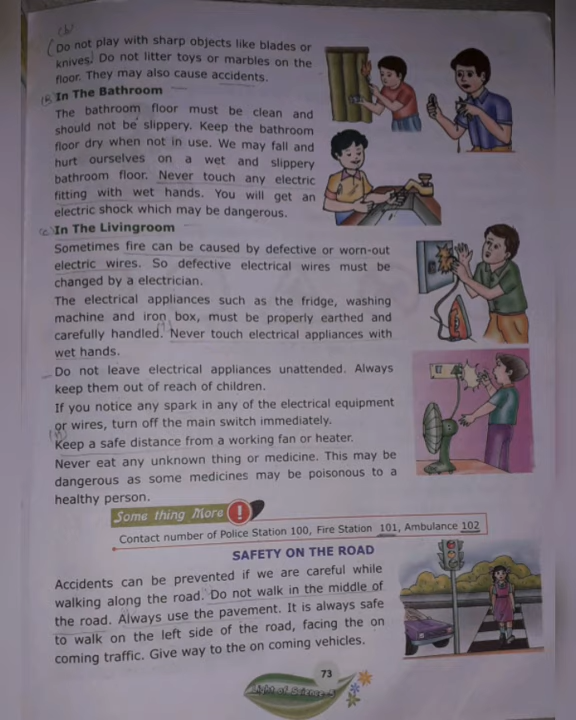 (b)
Do not play with sharp objects like blades or
knives. Do not litter toys or marbles on the
floor. They may also cause accidents.
In The Bathroom
The bathroom floor must be clean and
should not be slippery. Keep the bathroom
floor dry when not in use. We may fall and
hurt ourselves on a wet and slippery
bathroom floor. Never touch any electric
fitting with wet hands. You will get an
electric shock which may be dangerous.
In The Livingroom
Sometimes fire can be caused by defective or worn-out
electric wires. So defective electrical wires must be
changed by a electrician.
The electrical appliances such as the fridge, washing
machine and iron box, must be properly earthed and
carefully handled. Never touch electrical appliances with
wet hands.
Do not leave electrical appliances unattended. Always
keep them out of reach of children.
If you notice any spark in any of the electrical equipment
or wires, turn off the main switch immediately.
Keep a safe distance from a working fan or heater.
Never eat any unknown thing or medicine. This may be
dangerous as some medicines may be poisonous to a
healthy person.
Some thing More !
Contact number of Police Station 100, Fire Station 101, Ambulance 102
SAFETY ON THE ROAD
Accidents can be prevented if we are careful while
walking along the road. Do not walk in the middle of
the road. Always use the pavement. It is always safe
to walk on the left side of the road, facing the on
coming traffic. Give way to the on coming vehicles.
73
Light of Science-5